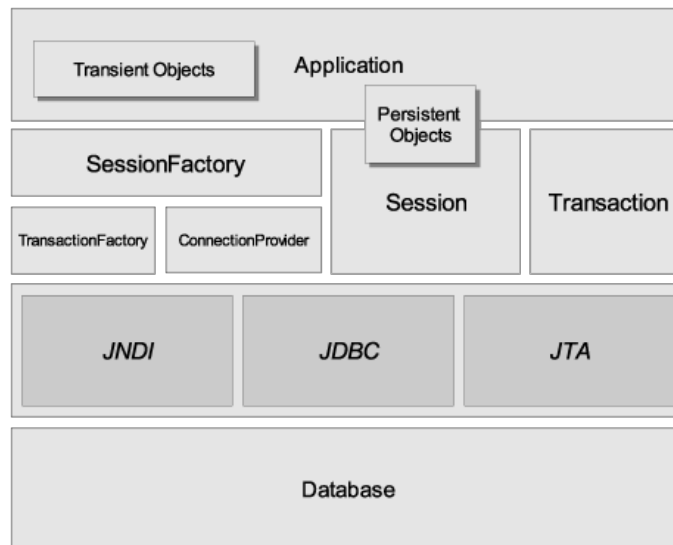 Transient Objects
Application
Persistent
Objects
SessionFactory
Session
Transaction
TransactionFactory
ConnectionProvider
JNDI
JDBC
JTA
Database